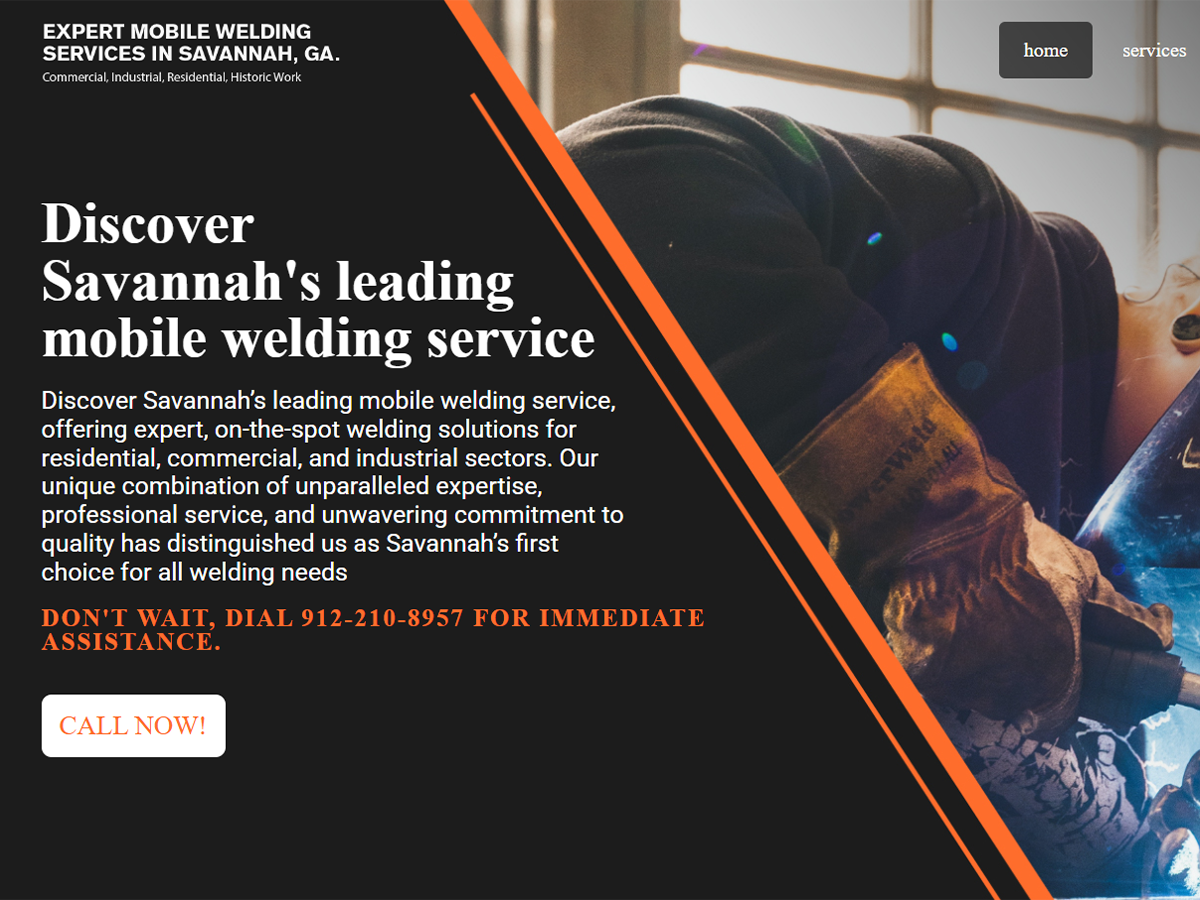 EXPERT MOBILE WELDING
SERVICES IN SAVANNAH, GA.
Commercial, Industrial, Residential, Historic Work
home
services
Discover
Savannah's leading
mobile welding service
Discover Savannah’s leading mobile welding service,
offering expert, on-the-spot welding solutions for
residential, commercial, and industrial sectors. Our
unique combination of unparalleled expertise,
professional service, and unwavering commitment to
quality has distinguished us as Savannah’s first
choice for all welding needs
DON'T WAIT, DIAL 912-210-8957 FOR IMMEDIATE
ASSISTANCE.
CALL NOW!